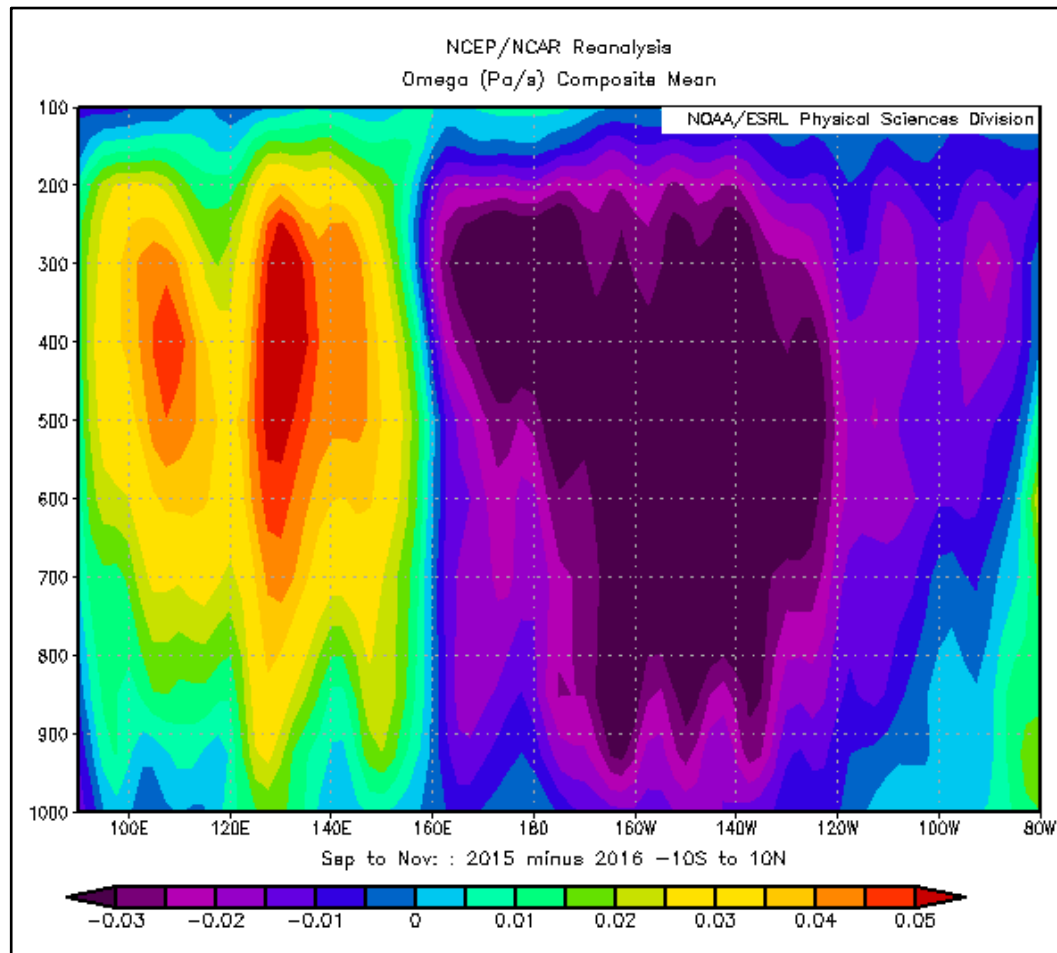 NCEP/NCAR Reanalysis
Omega (Pa/s) Composite Mean
NOAA/ESRL Physical Sciences Division
100
200
300
400
500
600
700
800
900
1000
100E 120E 140E 160E 180 160W 140W 120W 100W 80W
Sep to Nov: : 2015 minus 2016 -10S to 10N
-0.03 -0.02 -0.01 0 0.01 0.02 0.03 0.04 0.05